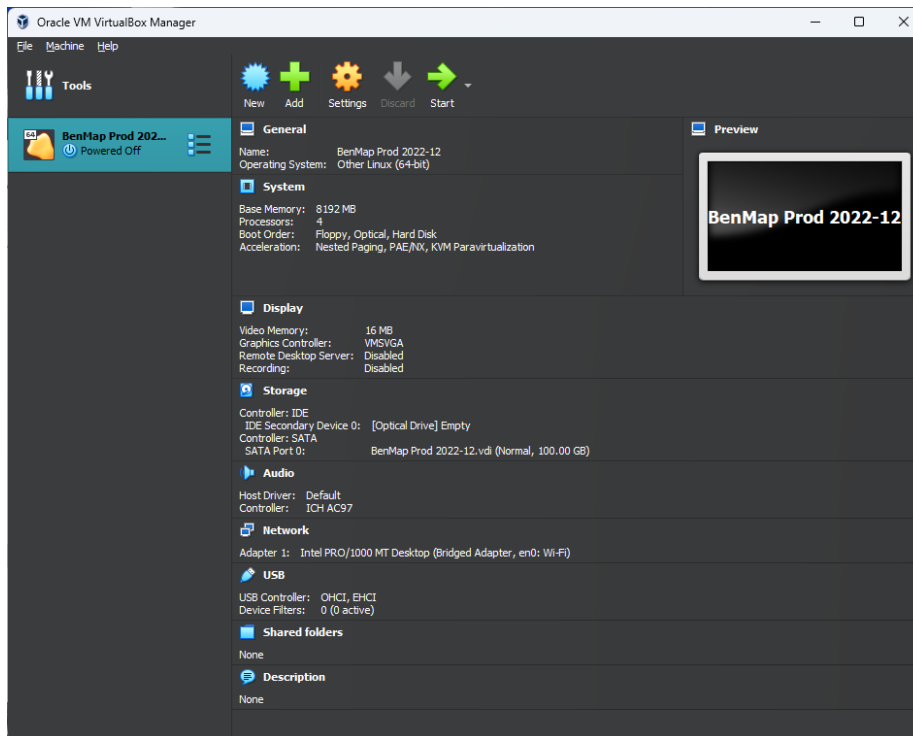 Oracle VM VirtualBox Manager
File Machine Help
Tools
New Add Settings Discard Start
64
BenMap Prod 202...
Powered Off
General
Name: BenMap Prod 2022-12
Operating System: Other Linux (64-bit)
System
Base Memory: 8192 MB
Processors: 4
Boot Order: Floppy, Optical, Hard Disk
Acceleration: Nested Paging, PAE/NX, KVM Paravirtualization
Preview
BenMap Prod 2022-12
Display
Video Memory: 16 MB
Graphics Controller: VMSVGA
Remote Desktop Server: Disabled
Recording: Disabled
Storage
Controller: IDE
IDE Secondary Device 0: [Optical Drive] Empty
Controller: SATA
SATA Port 0: BenMap Prod 2022-12.vdi (Normal, 100.00 GB)
Audio
Host Driver: Default
Controller: ICH AC97
Network
Adapter 1: Intel PRO/1000 MT Desktop (Bridged Adapter, en0: Wi-Fi)
USB
USB Controller: OHCI, EHCI
Device Filters: 0 (0 active)
Shared folders
None
Description
None